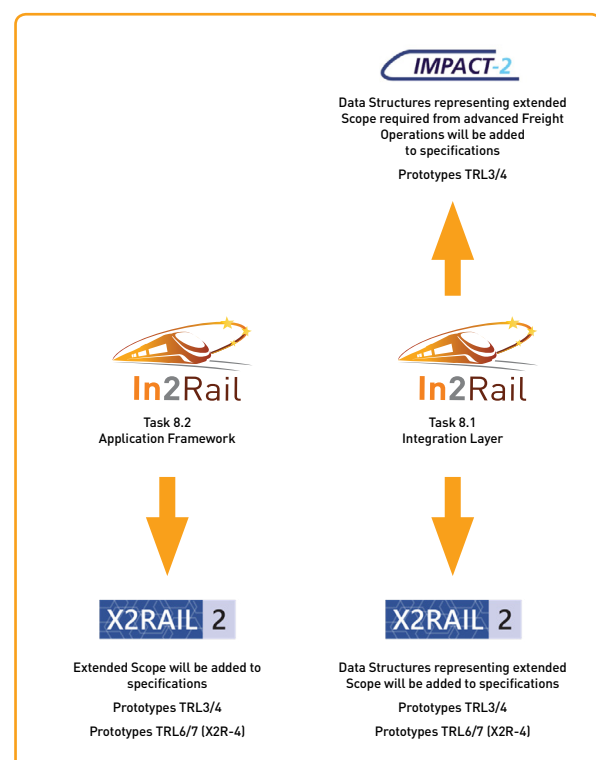 IMPACT-2
Data Structures representing extended
Scope required from advanced Freight
Operations will be added
to specifications
Prototypes TRL3/4
In2Rail
Task 8.2
Application Framework
In2Rail
Task 8.1
Integration Layer
X2RAIL 2
Extended Scope will be added to
specifications
Prototypes TRL3/4
Prototypes TRL6/7 (X2R-4)
X2RAIL 2
Data Structures representing extended
Scope will be added to specifications
Prototypes TRL3/4
Prototypes TRL6/7 (X2R-4)